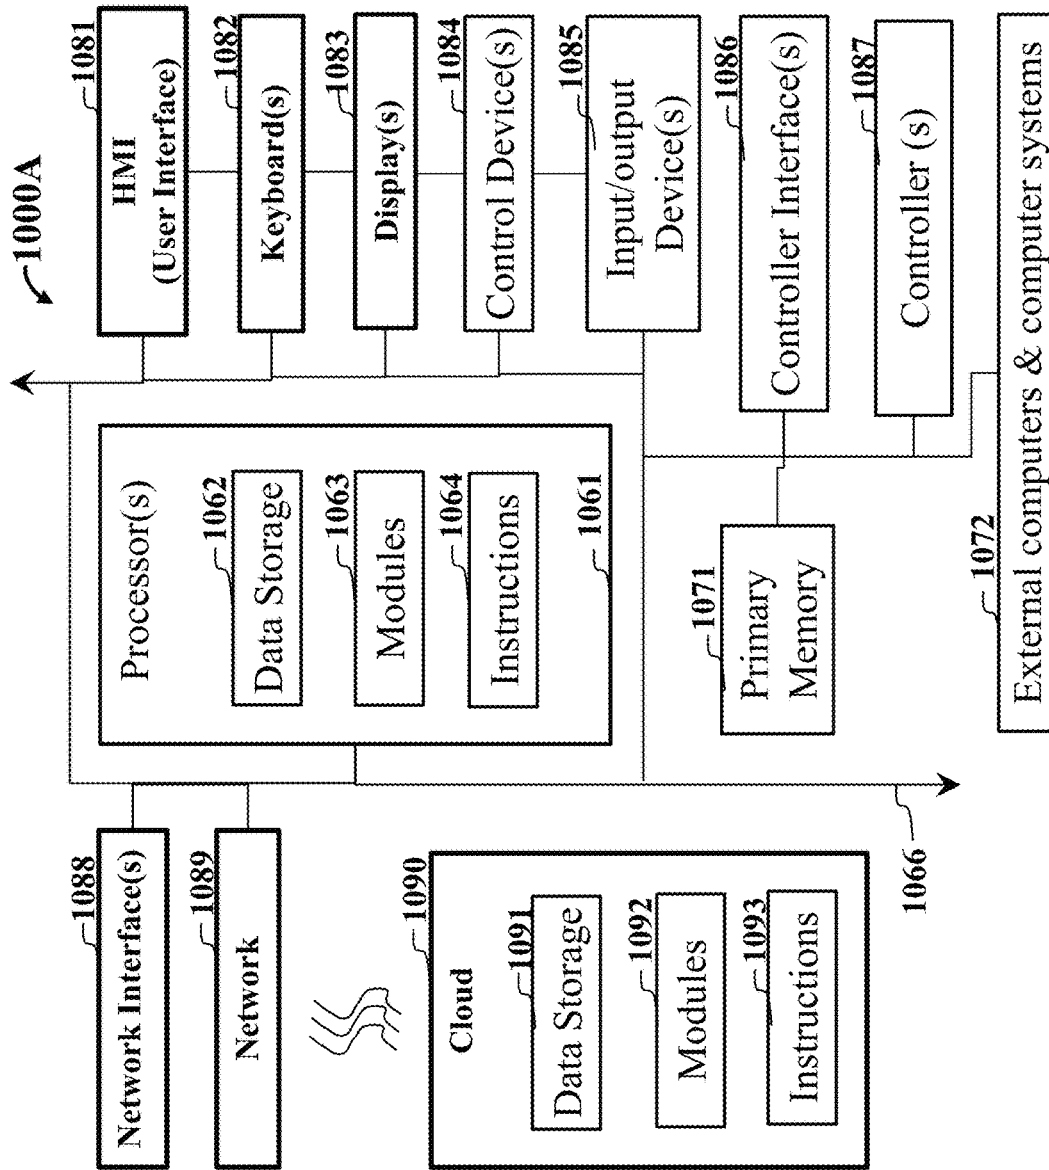 1000A
1088
Network Interface(s)
1089
Network
1090
Cloud
1091
Data Storage
1092
Modules
1093
Instructions
1066
Processor(s)
1062
Data Storage
1063
Modules
1064
Instructions
1061
1071
Primary
Memory
1081
HMI
(User Interface)
1082
Keyboard(s)
1083
Display(s)
1084
Control Device(s)
1085
Input/output
Device(s)
1086
Controller Interface(s)
1087
Controller (s)
1072
External computers & computer systems